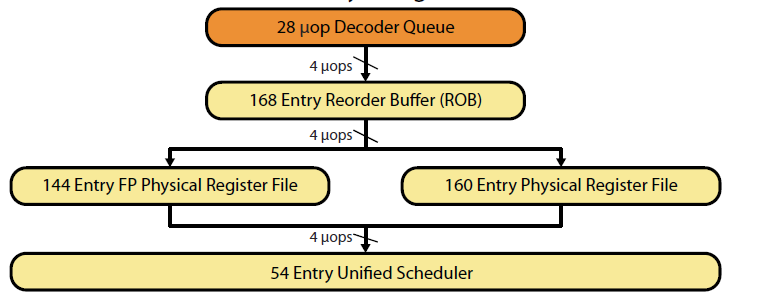 28 μop Decoder Queue
4 μops
168 Entry Reorder Buffer (ROB)
4 μops
144 Entry FP Physical Register File
160 Entry Physical Register File
4 μops
54 Entry Unified Scheduler